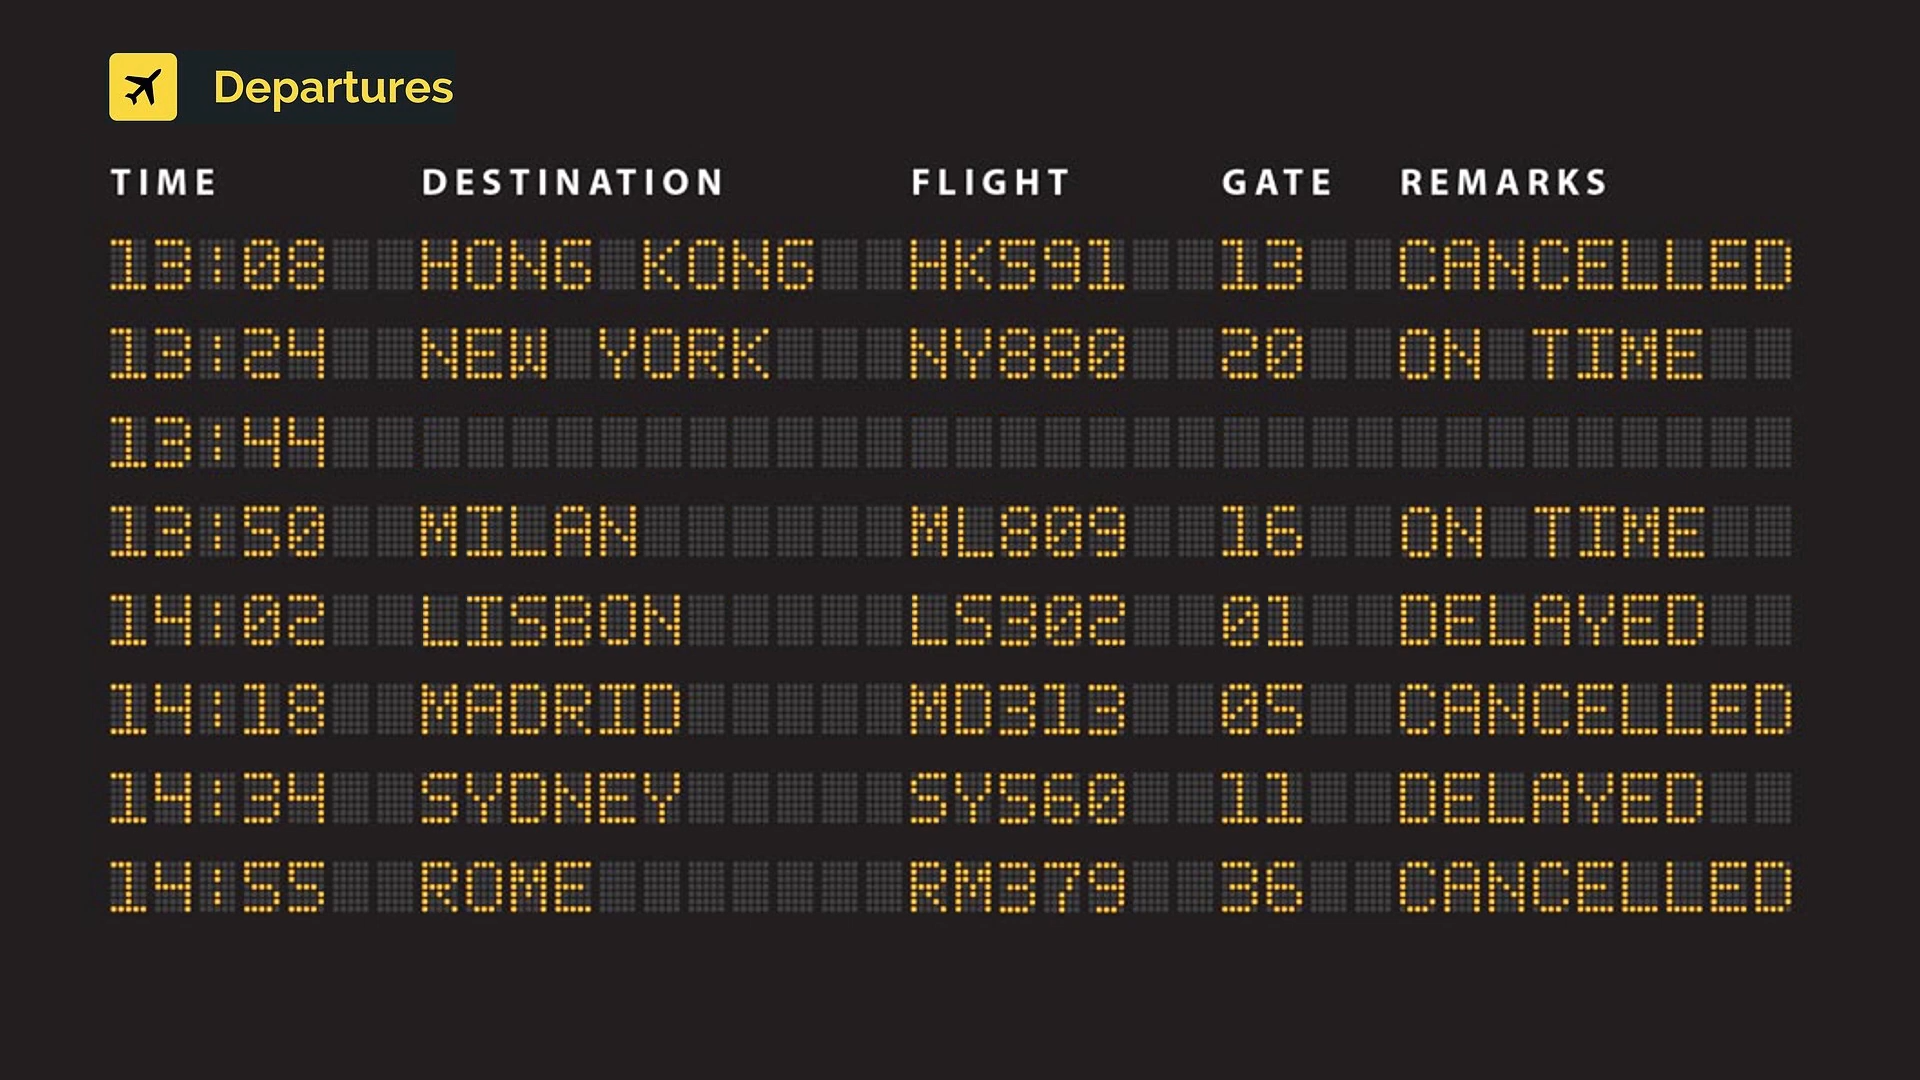 Departures
TIME DESTINATION FLIGHT GATE REMARKS
13:08 HONG KONG HK591 13 CANCELLED
13:24 NEW YORK NY880 20 ON TIME
13:44
13:50 MILAN ML809 16 ON TIME
14:02 LISBON LS302 01 DELAYED
14:18 MADRID MD313 05 CANCELLED
14:34 SYDNEY SY560 11 DELAYED
14:55 ROME RM379 36 CANCELLED